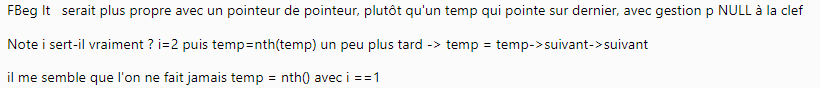 FBeg It serait plus propre avec un pointeur de pointeur, plutôt qu'un temp qui pointe sur dernier, avec gestion p NULL à la clef
Note i sert-il vraiment ? i=2 puis temp=nth(temp) un peu plus tard -> temp = temp->suivant->suivant
il me semble que l'on ne fait jamais temp = nth() avec i ==1